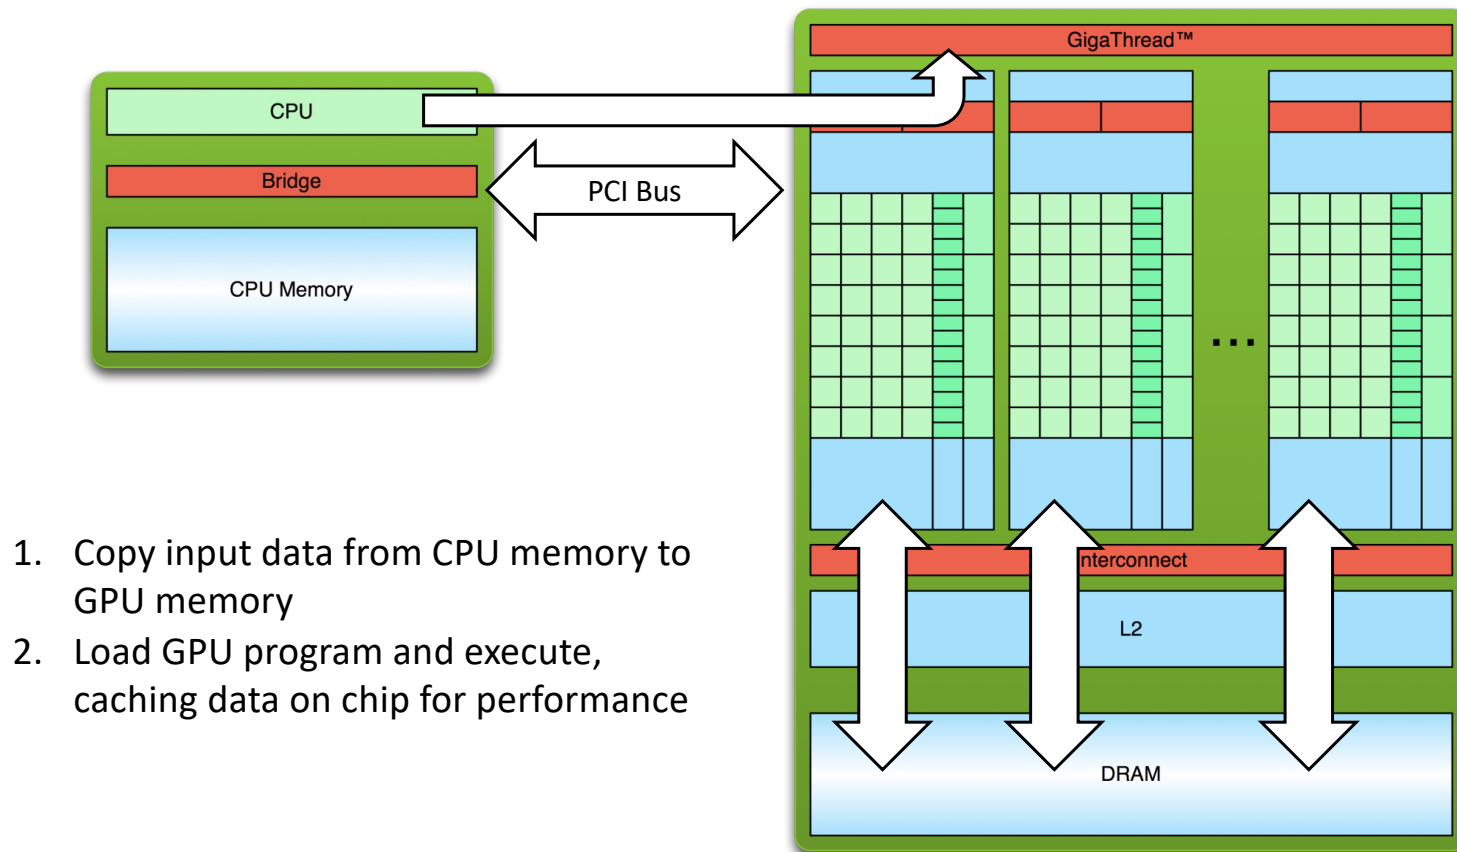 GigaThread™
CPU
Bridge
PCI Bus
CPU Memory
...
1. Copy input data from CPU memory to
GPU memory
2. Load GPU program and execute,
caching data on chip for performance
nterconnect
L2
DRAM